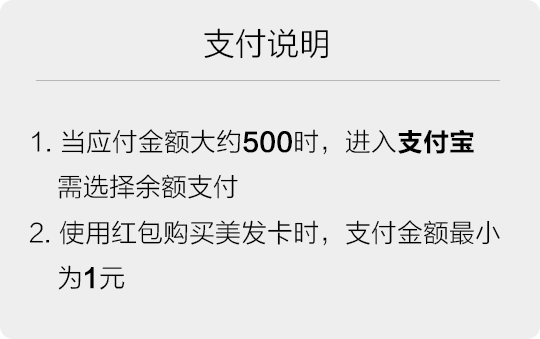 支付说明
1. 当应付金额大约500时，进入支付宝
需选择余额支付
2. 使用红包购买美发卡时，支付金额最小
为1元